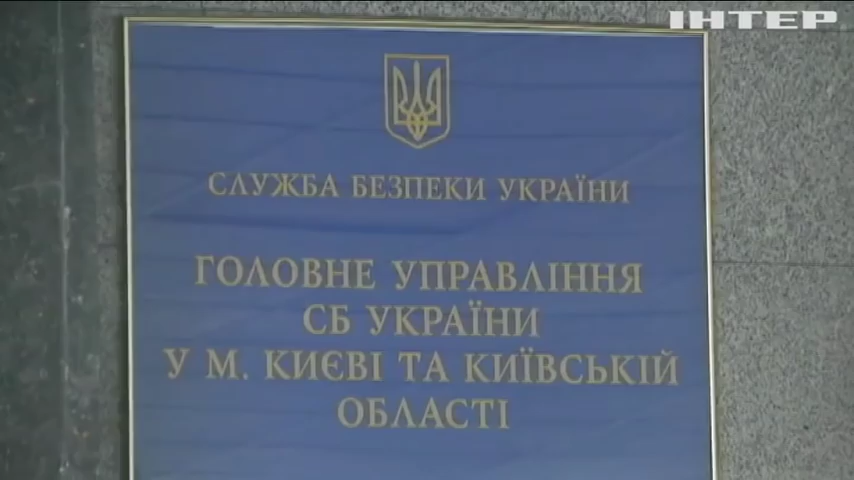 ІНТЕР
СЛУЖБА БЕЗПЕКИ УКРАЇНИ
ГОЛОВНЕ УПРАВЛІННЯ
СБ УКРАЇНИ
У М. КИЄВІ ТА КИЇВСЬКІЙ
ОБЛАСТІ